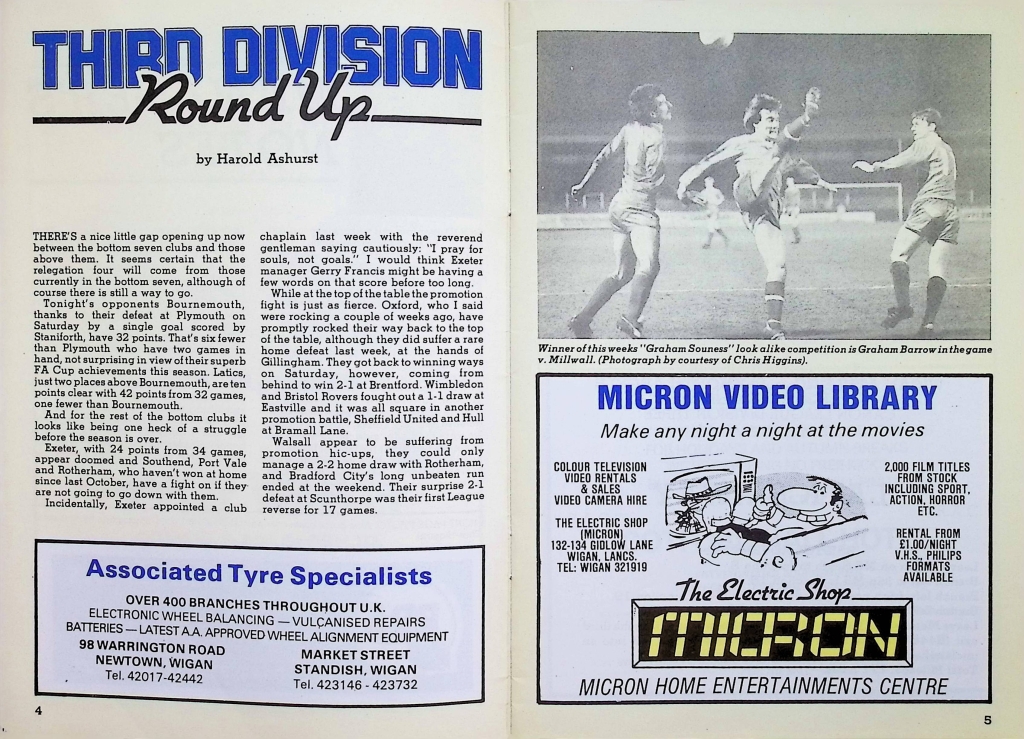 THIRD DIVISION
Round Up
by Harold Ashurst
THERE'S a nice little gap opening up now
between the bottom seven clubs and those
above them. It seems certain that the
relegation four will come from those
currently in the bottom seven, although of
course there is still a way to go.
Tonight's opponents Bournemouth,
thanks to their defeat at Plymouth on
Saturday by a single goal scored by
Staniforth, have 32 points. That's six fewer
than Plymouth who have two games in
hand, not surprising in view of their superb
FA Cup achievements this season. Latics,
just two places above Bournemouth, are ten
points clear with 42 points from 32 games,
one fewer than Bournemouth.
And for the rest of the bottom clubs it
looks like being one heck of a struggle
before the season is over.
Exeter, with 24 points from 34 games,
appear doomed and Southend, Port Vale
and Rotherham, who haven't won at home
since last October, have a fight on if they
are not going to go down with them.
Incidentally, Exeter appointed a club
chaplain last week with the reverend
gentleman saying cautiously: "I pray for
souls, not goals." I would think Exeter
manager Gerry Francis might be having a
few words on that score before too long.
While at the top of the table the promotion
fight is just as fierce. Oxford, who I said
were rocking a couple of weeks ago, have
promptly rocked their way back to the top
of the table, although they did suffer a rare
home defeat last week, at the hands of
Gillingham. They got back to winning ways
on Saturday, however, coming from
behind to win 2-1 at Brentford. Wimbledon
and Bristol Rovers fought out a 1-1 draw at
Eastville and it was all square in another
promotion battle, Sheffield United and Hull
at Bramall Lane.
Walsall appear to be suffering from
promotion hic-ups, they could only
manage a 2-2 home draw with Rotherham,
and Bradford City's long unbeaten run
ended at the weekend. Their surprise 2-1
defeat at Scunthorpe was their first League
reverse for 17 games.
Associated Tyre Specialists
OVER 400 BRANCHES THROUGHOUT U.K.
ELECTRONIC WHEEL BALANCING — VULCANISED REPAIRS
BATTERIES — LATEST A.A. APPROVED WHEEL ALIGNMENT EQUIPMENT
98 WARRINGTON ROAD
NEWTOWN, WIGAN
Tel. 42017-42442
MARKET STREET
STANDISH, WIGAN
Tel. 423146 - 423732
4
Winner of this weeks "Graham Souness" look alike competition is Graham Barrow in the game
v. Millwall. (Photograph by courtesy of Chris Higgins).
MICRON VIDEO LIBRARY
Make any night a night at the movies
COLOUR TELEVISION
VIDEO RENTALS
& SALES
VIDEO CAMERA HIRE
THE ELECTRIC SHOP
(MICRON)
132-134 GIDLOW LANE
WIGAN, LANCS.
TEL: WIGAN 321919
2,000 FILM TITLES
FROM STOCK
INCLUDING SPORT,
ACTION, HORROR
ETC.
RENTAL FROM
£1.00/NIGHT
V.H.S., PHILIPS
FORMATS
AVAILABLE
The Electric Shop
MICRON
MICRON HOME ENTERTAINMENTS CENTRE
5